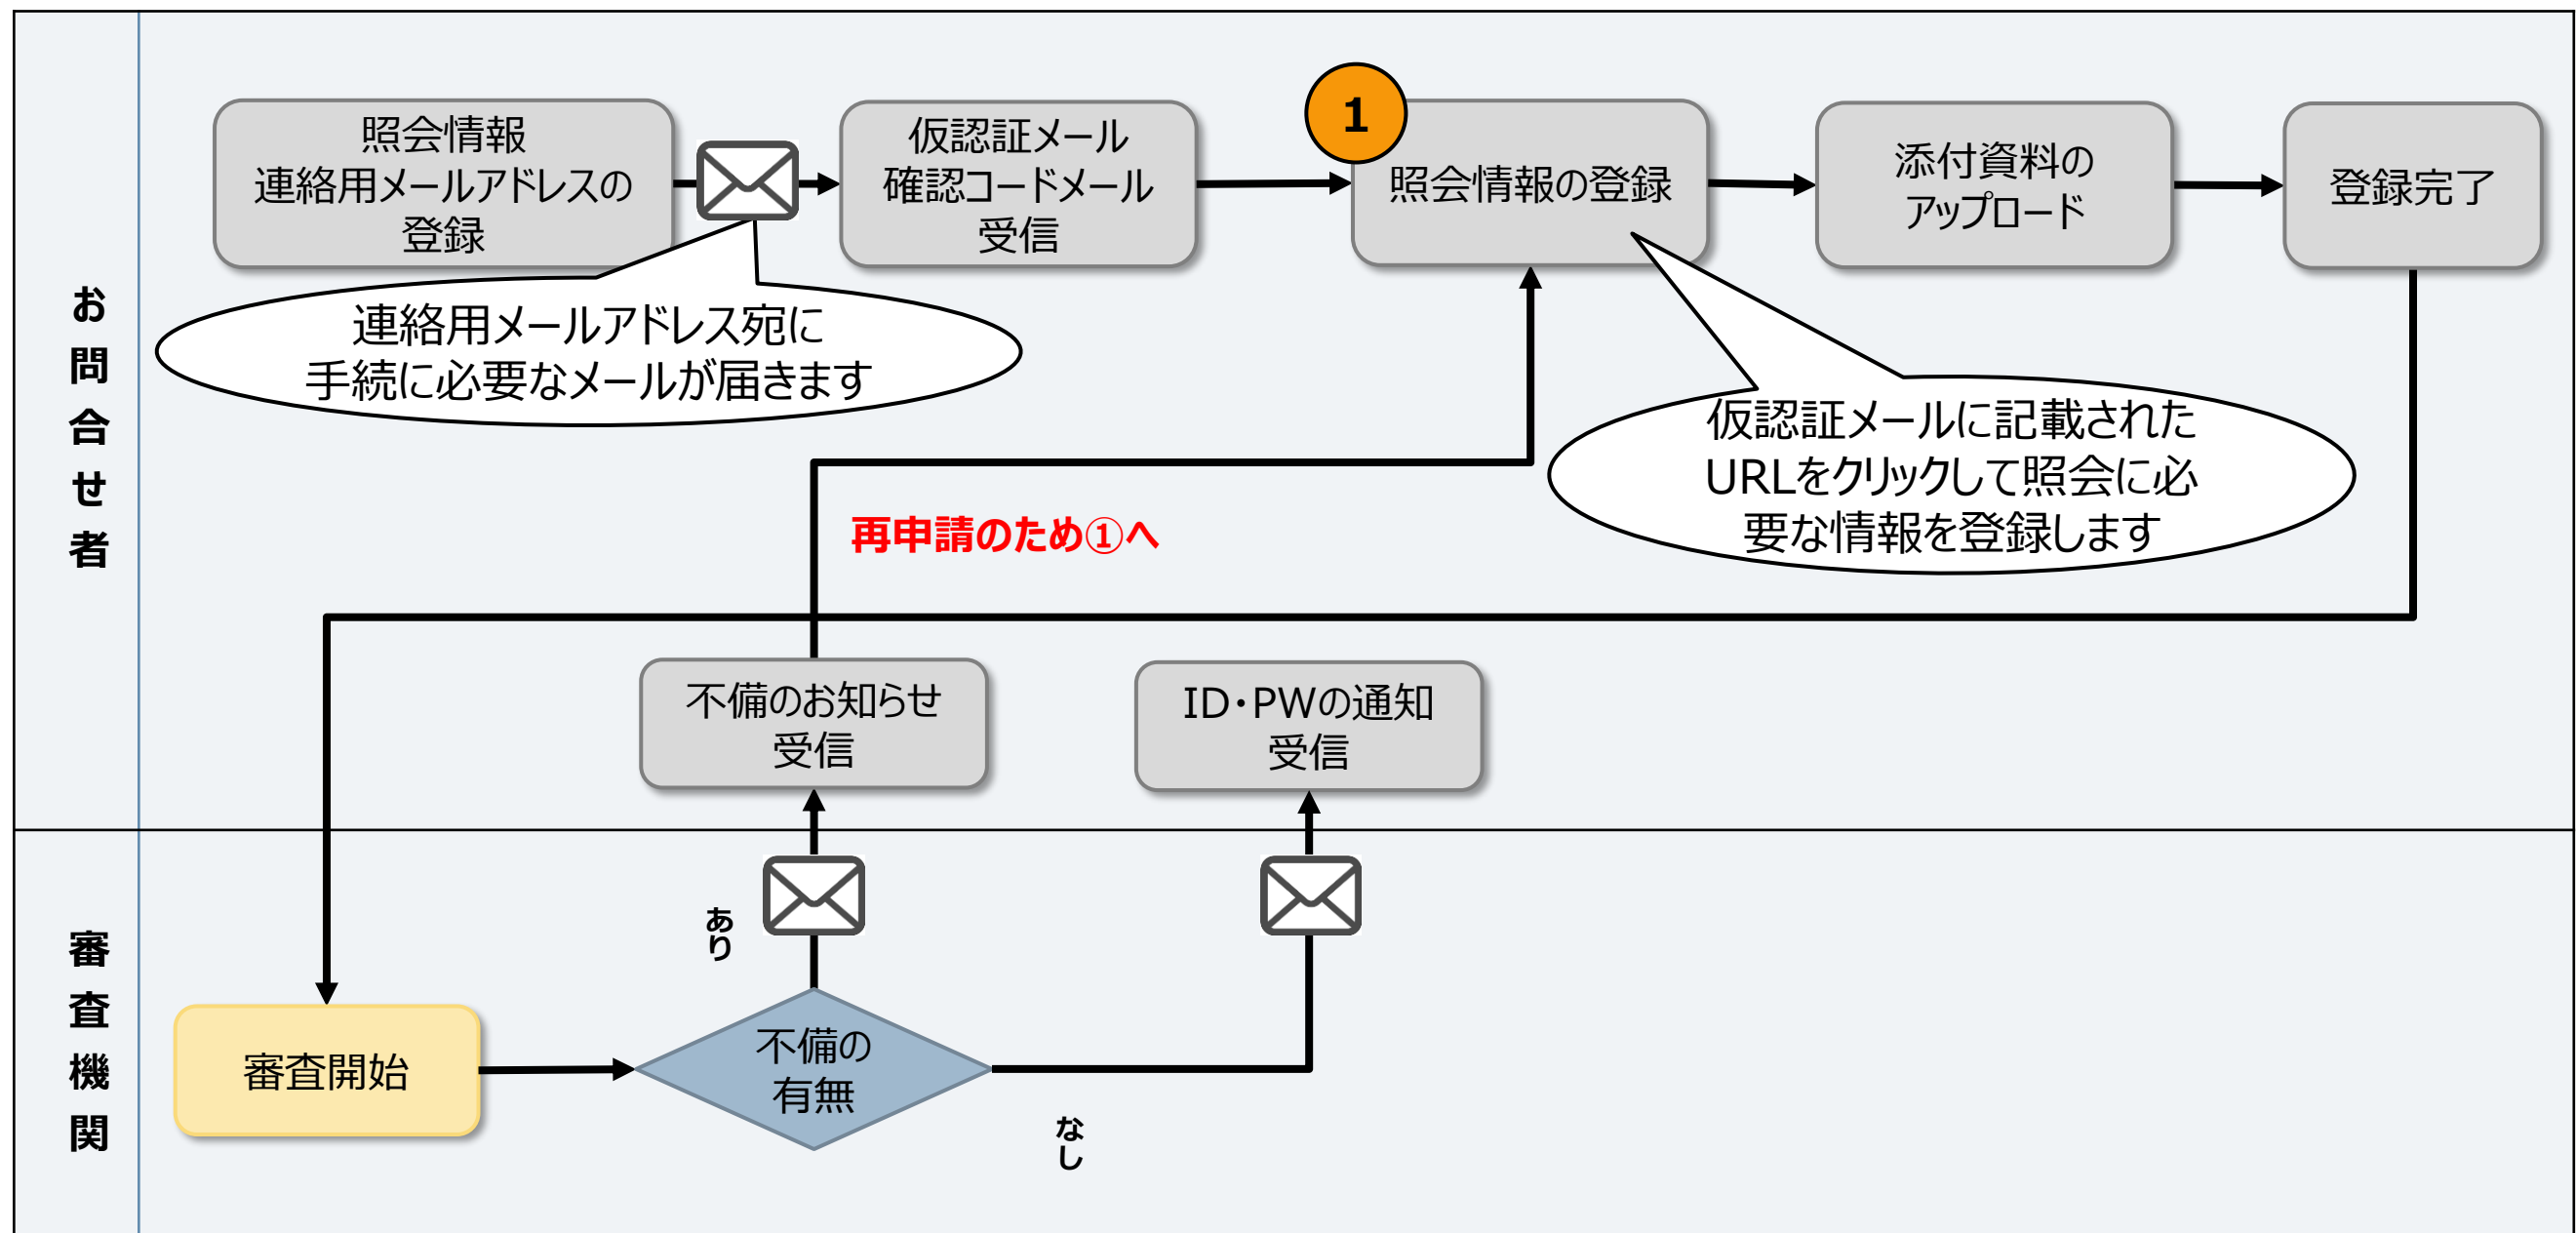 お問合せ者
照会情報
連絡用メールアドレスの
登録
仮認証メール
確認コードメール
受信
1
照会情報の登録
添付資料の
アップロード
登録完了
連絡用メールアドレス宛に
手続に必要なメールが届きます
仮認証メールに記載された
URLをクリックして照会に必
要な情報を登録します
再申請のため①へ
不備のお知らせ
受信
ID・PWの通知
受信
審査機関
あり
審査開始
不備の
有無
なし